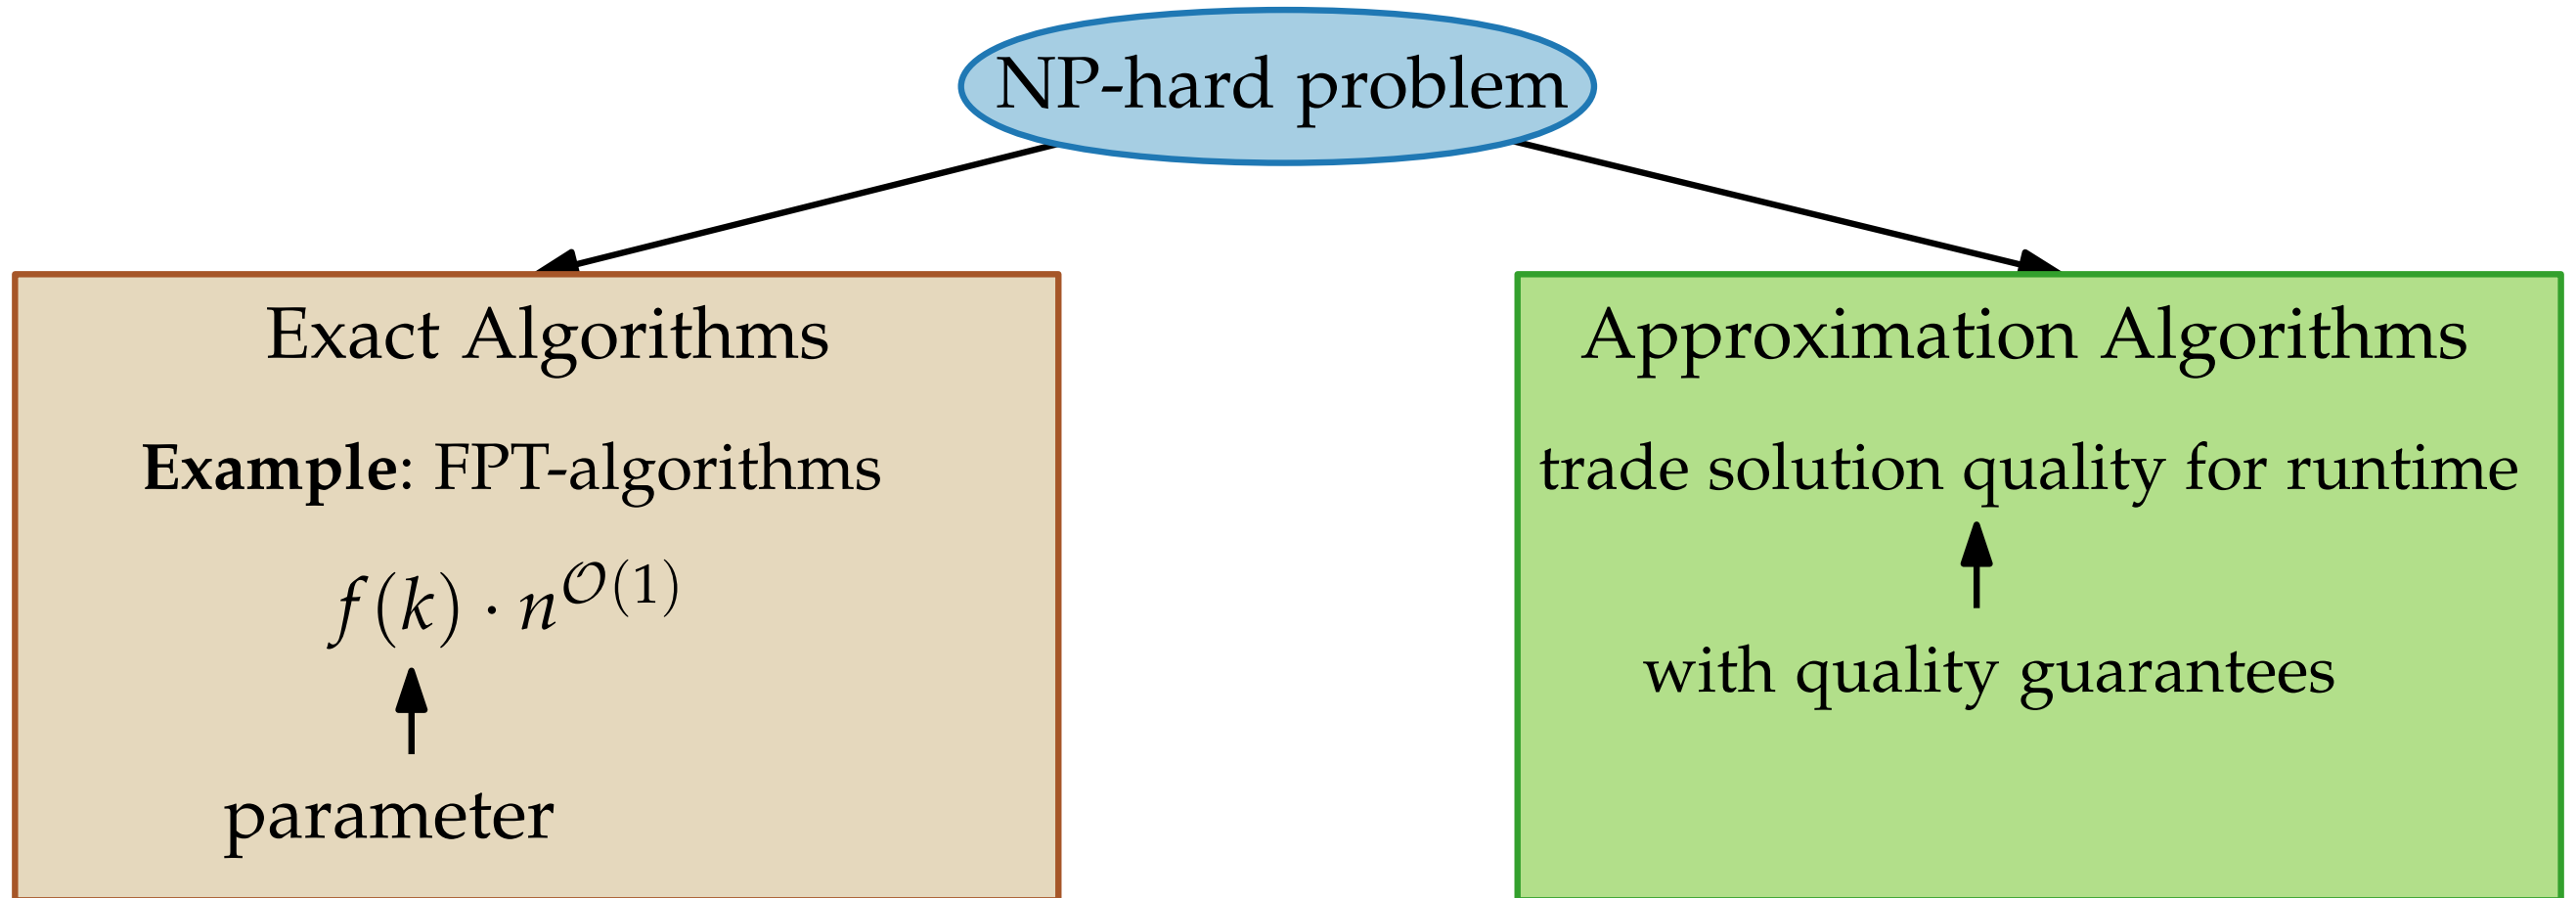 NP-hard problem
Exact Algorithms
Example: FPT-algorithms
f(k) · n^{𝒪(1)}
parameter
Approximation Algorithms
trade solution quality for runtime
with quality guarantees